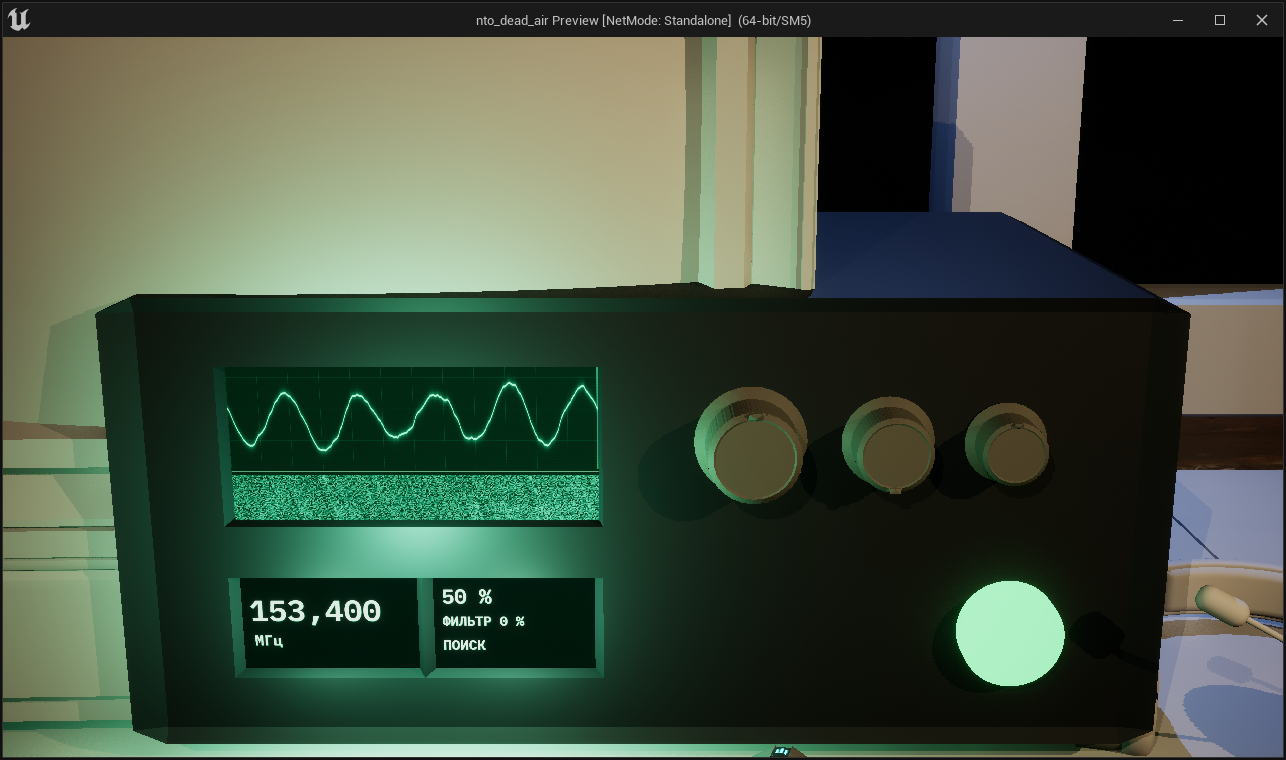 nto_dead_air Preview [NetMode: Standalone] (64-bit/SM5)
153,400
МГц
50 %
ФИЛЬТР 0 %
ПОИСК